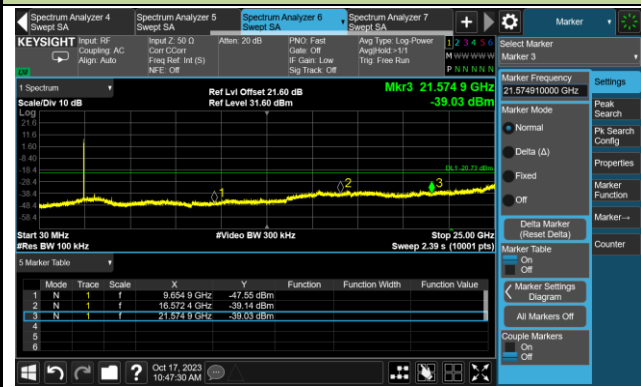 Spectrum Analyzer 4
Swept SA
Spectrum Analyzer 5
Swept SA
Spectrum Analyzer 6
Swept SA
Spectrum Analyzer 7
Swept SA
Marker
KEYSIGHT
Input: RF
Coupling: AC
Align: Auto
Input Z: 50 Ω
Corr CCorr
Freq Ref: Int (S)
NFE: Off
Atten: 20 dB
PNO: Fast
Gate: Off
IF Gain: Low
Sig Track: Off
Avg Type: Log-Power
Avg|Hold:>1/1
Trig: Free Run
1 2 3 4 5 6
M W W W W W
P N N N N N
LXI
1 Spectrum
Scale/Div 10 dB
Ref Lvl Offset 21.60 dB
Ref Level 31.60 dBm
Mkr3 21.574 9 GHz
-39.03 dBm
Log
21.6
11.6
1.60
-8.40
-18.4
-28.4
-38.4
-48.4
-58.4
DL1 -20.73 dBm
1
2
3
Start 30 MHz
#Res BW 100 kHz
#Video BW 300 kHz
Stop 25.00 GHz
Sweep 2.39 s (10001 pts)
5 Marker Table
Mode Trace Scale X Y Function Function Width Function Value
1 N 1 f 9.654 9 GHz -47.55 dBm
2 N 1 f 16.572 4 GHz -39.14 dBm
3 N 1 f 21.574 9 GHz -39.03 dBm
4
5
6
Select Marker
Marker 3
Marker Frequency
21.574910000 GHz
Marker Mode
Normal
Delta (Δ)
Fixed
Off
Delta Marker
(Reset Delta)
Marker Table
On
Off
Marker Settings
Diagram
All Markers Off
Couple Markers
On
Off
Settings
Peak
Search
Pk Search
Config
Properties
Marker
Function
Marker→
Counter
?
Oct 17, 2023
10:47:30 AM